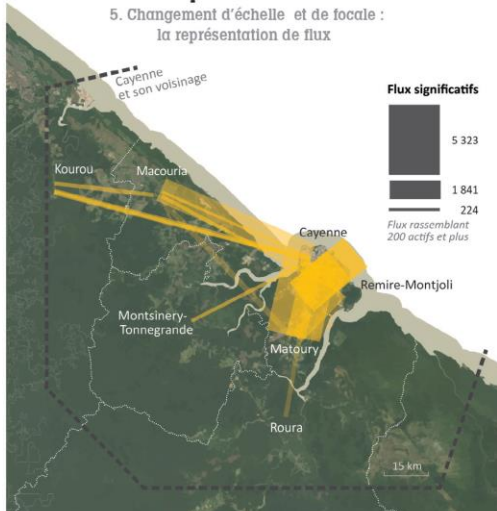 5. Changement d'échelle et de focale :
la représentation de flux
Cayenne
et son voisinage
Flux significatifs
5 323
1 841
224
Flux rassemblant
200 actifs et plus
Kourou
Macouria
Cayenne
Remire-Montjoli
Montsinery-
Tonnegrande
Matoury
Roura
15 km